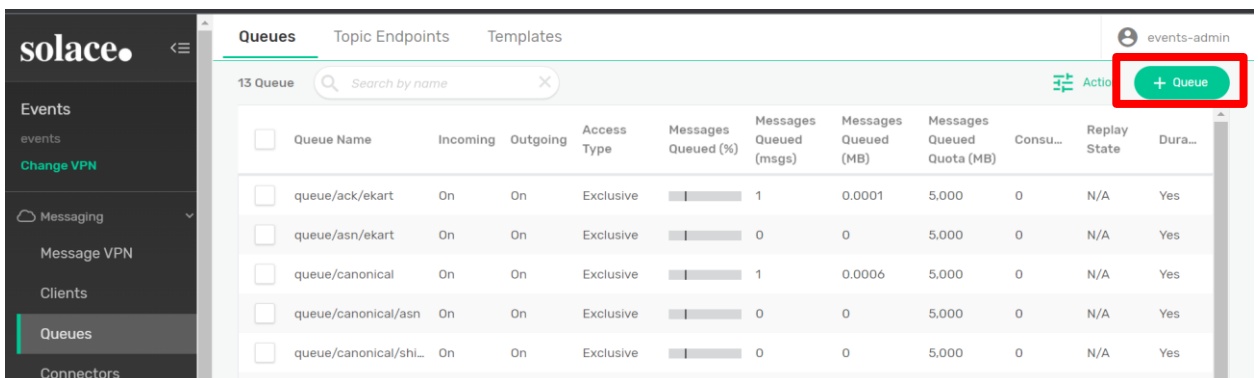 solace
Queues Topic Endpoints Templates
events-admin
13 Queue Search by name
Actio
+ Queue
Events
events
Change VPN
Messaging
Message VPN
Clients
Queues
Connectors
Queue Name Incoming Outgoing Access Type Messages Queued (%) Messages Queued (msgs) Messages Queued (MB) Messages Queued Quota (MB) Consu... Replay State Dura...
queue/ack/ekart On On Exclusive 1 0.0001 5,000 0 N/A Yes
queue/asn/ekart On On Exclusive 0 0 5,000 0 N/A Yes
queue/canonical On On Exclusive 1 0.0006 5,000 0 N/A Yes
queue/canonical/asn On On Exclusive 0 0 5,000 0 N/A Yes
queue/canonical/shi... On On Exclusive 0 0 5,000 0 N/A Yes